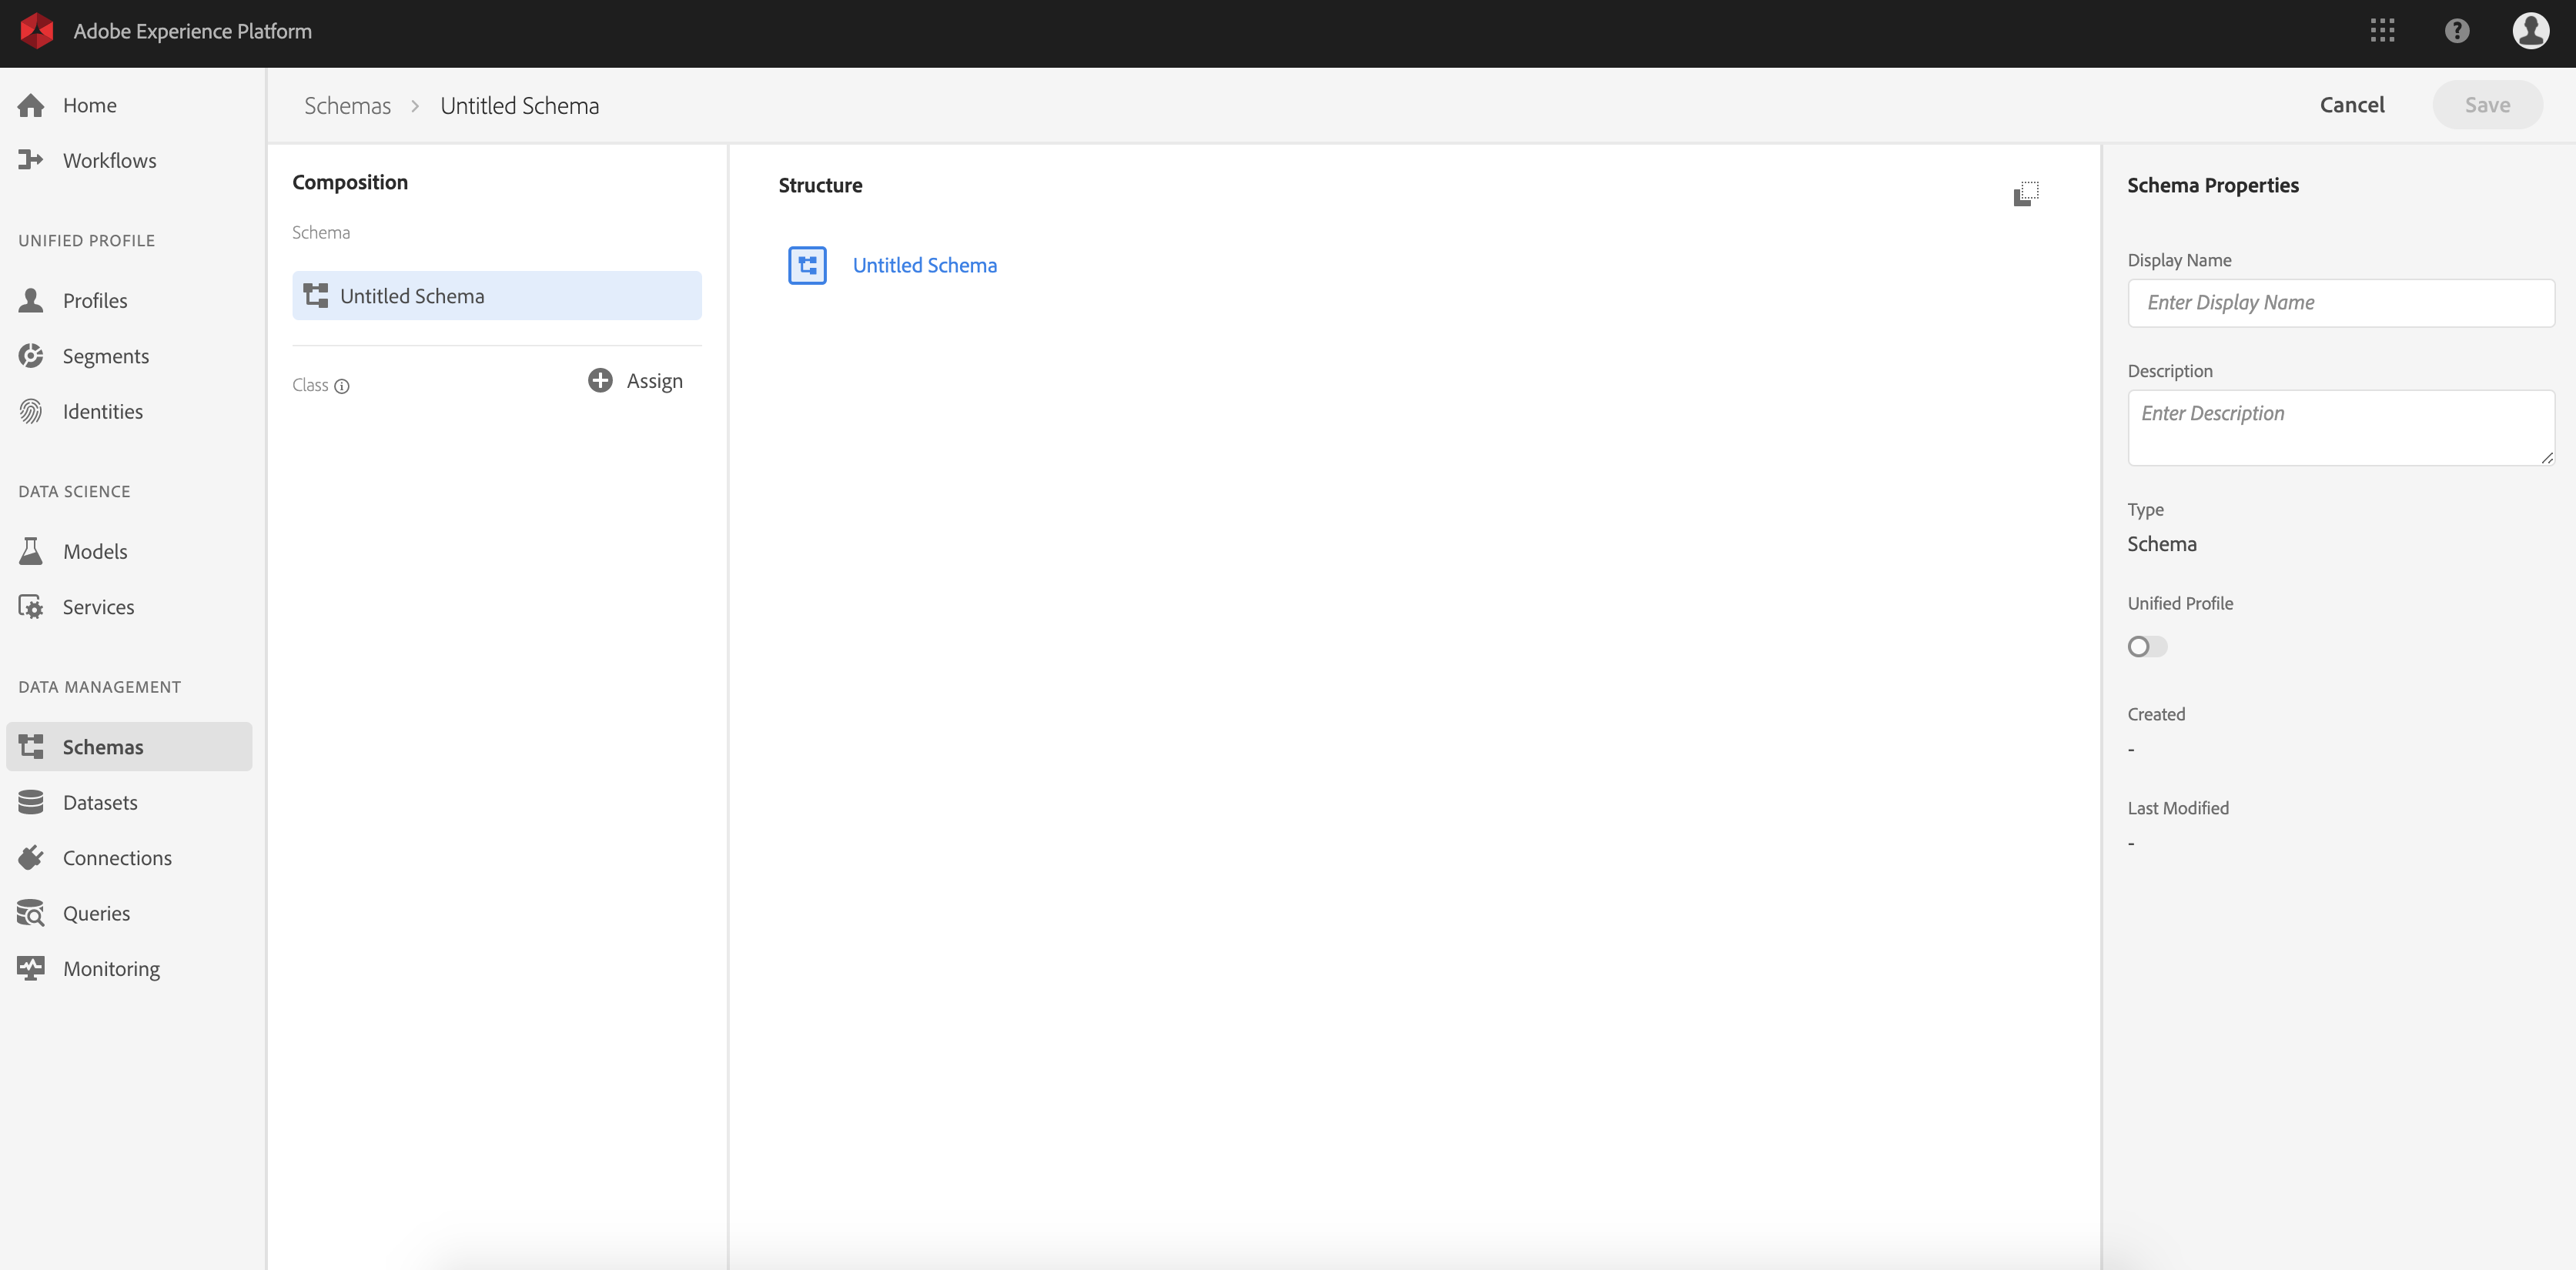 Adobe Experience Platform
Home
Workflows
UNIFIED PROFILE
Profiles
Segments
Identities
DATA SCIENCE
Models
Services
DATA MANAGEMENT
Schemas
Datasets
Connections
Queries
Monitoring
Schemas > Untitled Schema
Cancel
Save
Composition
Schema
Untitled Schema
Class
Assign
Structure
Untitled Schema
Schema Properties
Display Name
Enter Display Name
Description
Enter Description
Type
Schema
Unified Profile
Created
-
Last Modified
-